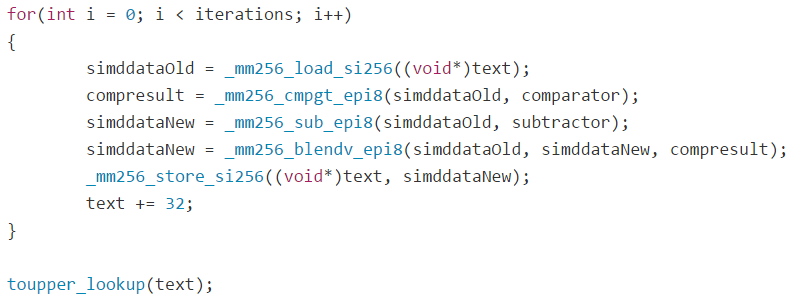 for(int i = 0; i < iterations; i++)
{
simddataOld = _mm256_load_si256((void*)text);
compresult = _mm256_cmpgt_epi8(simddataOld, comparator);
simddataNew = _mm256_sub_epi8(simddataOld, subtractor);
simddataNew = _mm256_blendv_epi8(simddataOld, simddataNew, compresult);
_mm256_store_si256((void*)text, simddataNew);
text += 32;
}
toupper_lookup(text);